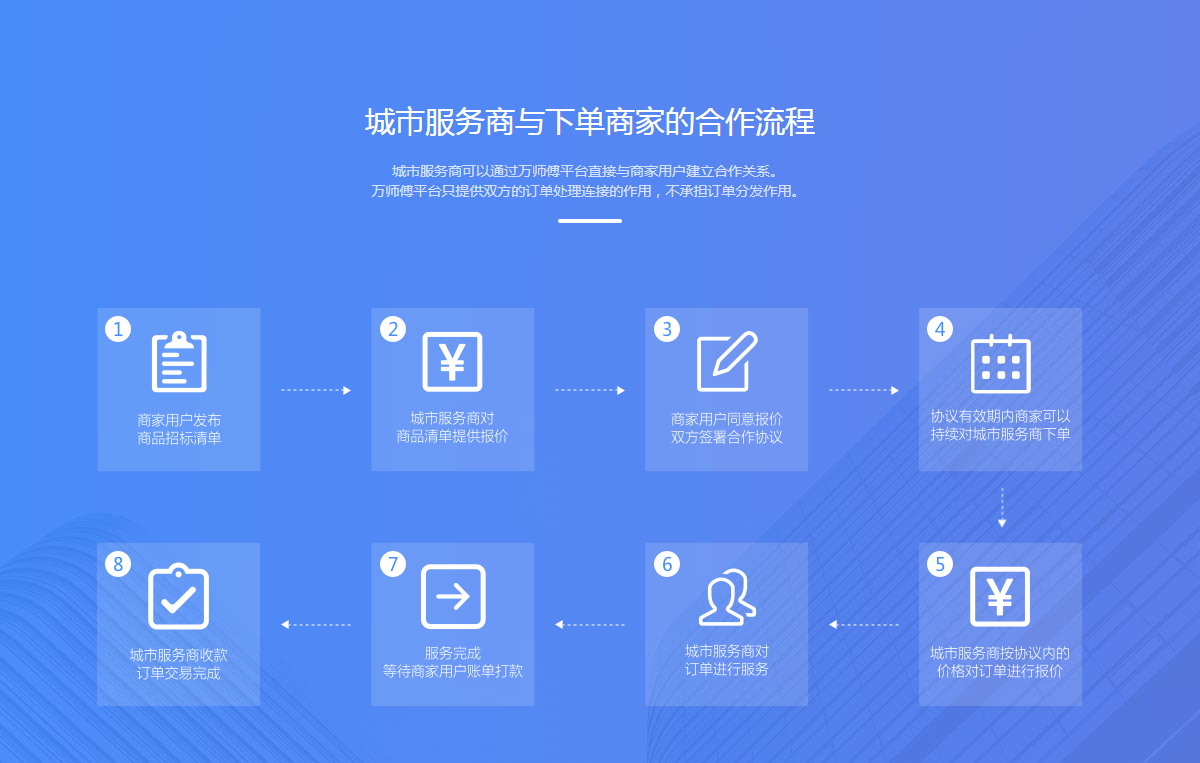 城市服务商与下单商家的合作流程
城市服务商可以通过万师傅平台直接与商家用户建立合作关系。
万师傅平台只提供双方的订单处理连接的作用，不承担订单分发作用。
1
商家用户发布
商品招标清单
2
¥
城市服务商对
商品清单提供报价
3
商家用户同意报价
双方签署合作协议
4
协议有效期内商家可以
持续对城市服务商下单
5
¥
城市服务商按协议内的
价格对订单进行报价
6
城市服务商对
订单进行服务
7
服务完成
等待商家用户账单打款
8
城市服务商收款
订单交易完成